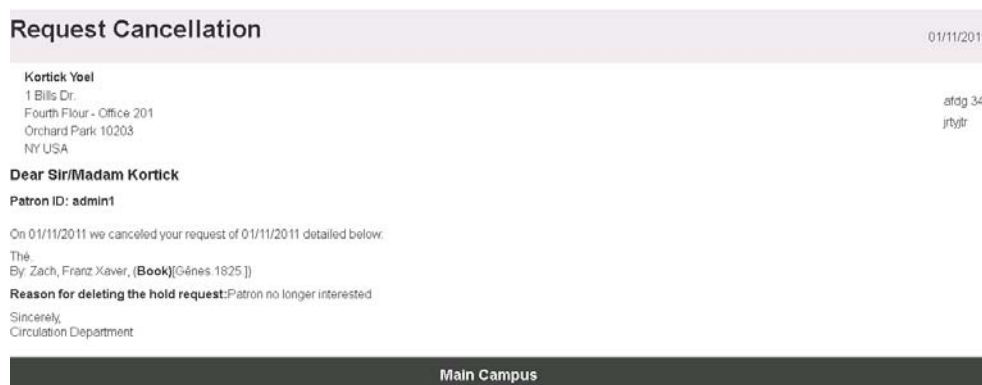 Request Cancellation
01/11/201
Kortick Yoel
1 Bills Dr.
Fourth Flour - Office 201
Orchard Park 10203
NY USA
afdg 34
jrtyjtr
Dear Sir/Madam Kortick
Patron ID: admin1
On 01/11/2011 we canceled your request of 01/11/2011 detailed below:
Thé.
By: Zach, Franz Xaver, (Book)[Gênes.1825 ])
Reason for deleting the hold request:Patron no longer interested
Sincerely,
Circulation Department
Main Campus